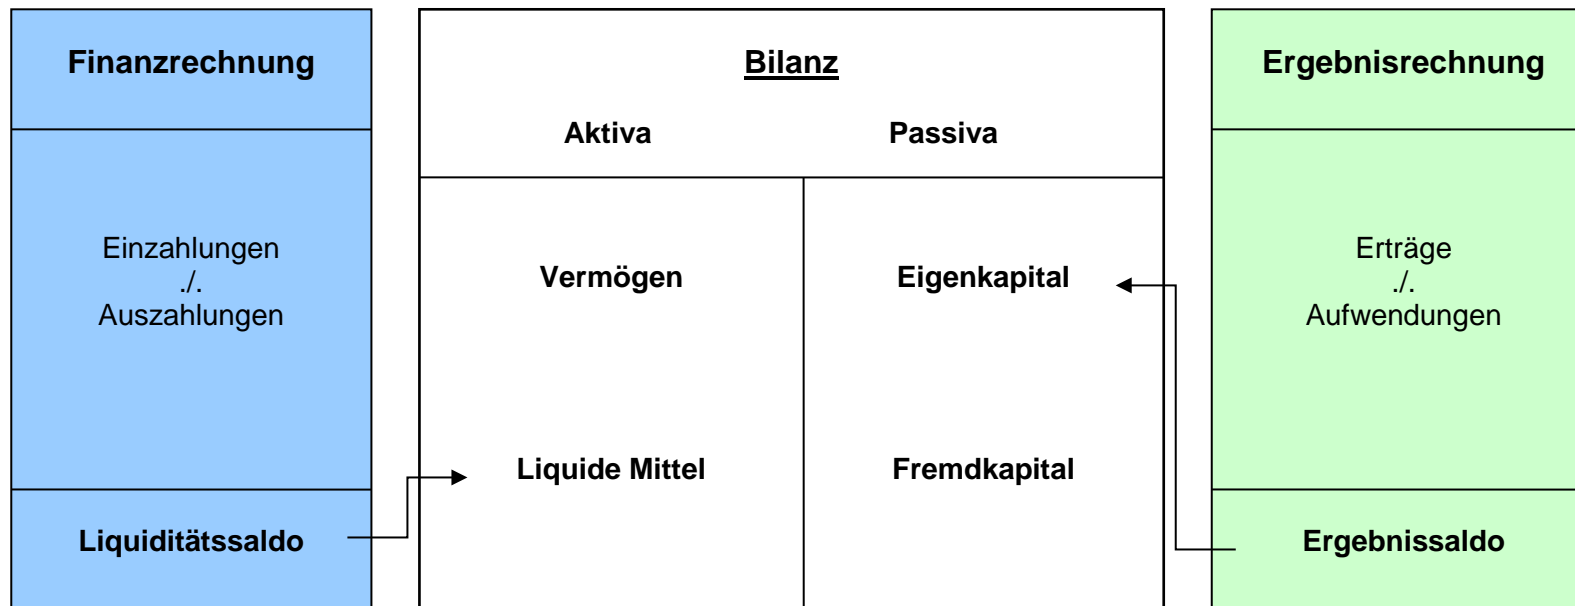 Finanzrechnung
Einzahlungen
./.
Auszahlungen
Liquiditätssaldo
Bilanz
Aktiva Passiva
Vermögen Eigenkapital
Liquide Mittel Fremdkapital
Ergebnisrechnung
Erträge
./.
Aufwendungen
Ergebnissaldo